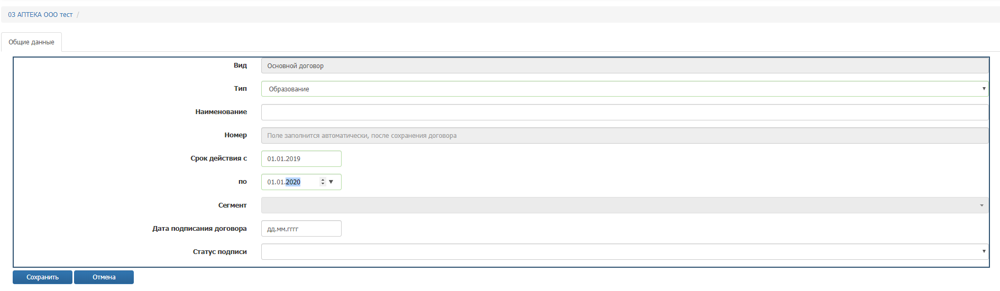 03 АПТЕКА ООО тест /
Общие данные
Вид Основной договор
Тип Образование
Наименование
Номер Поле заполнится автоматически, после сохранения договора
Срок действия с 01.01.2019
по 01.01.2020
Сегмент
Дата подписания договора дд.мм.гггг
Статус подписи
Сохранить Отмена